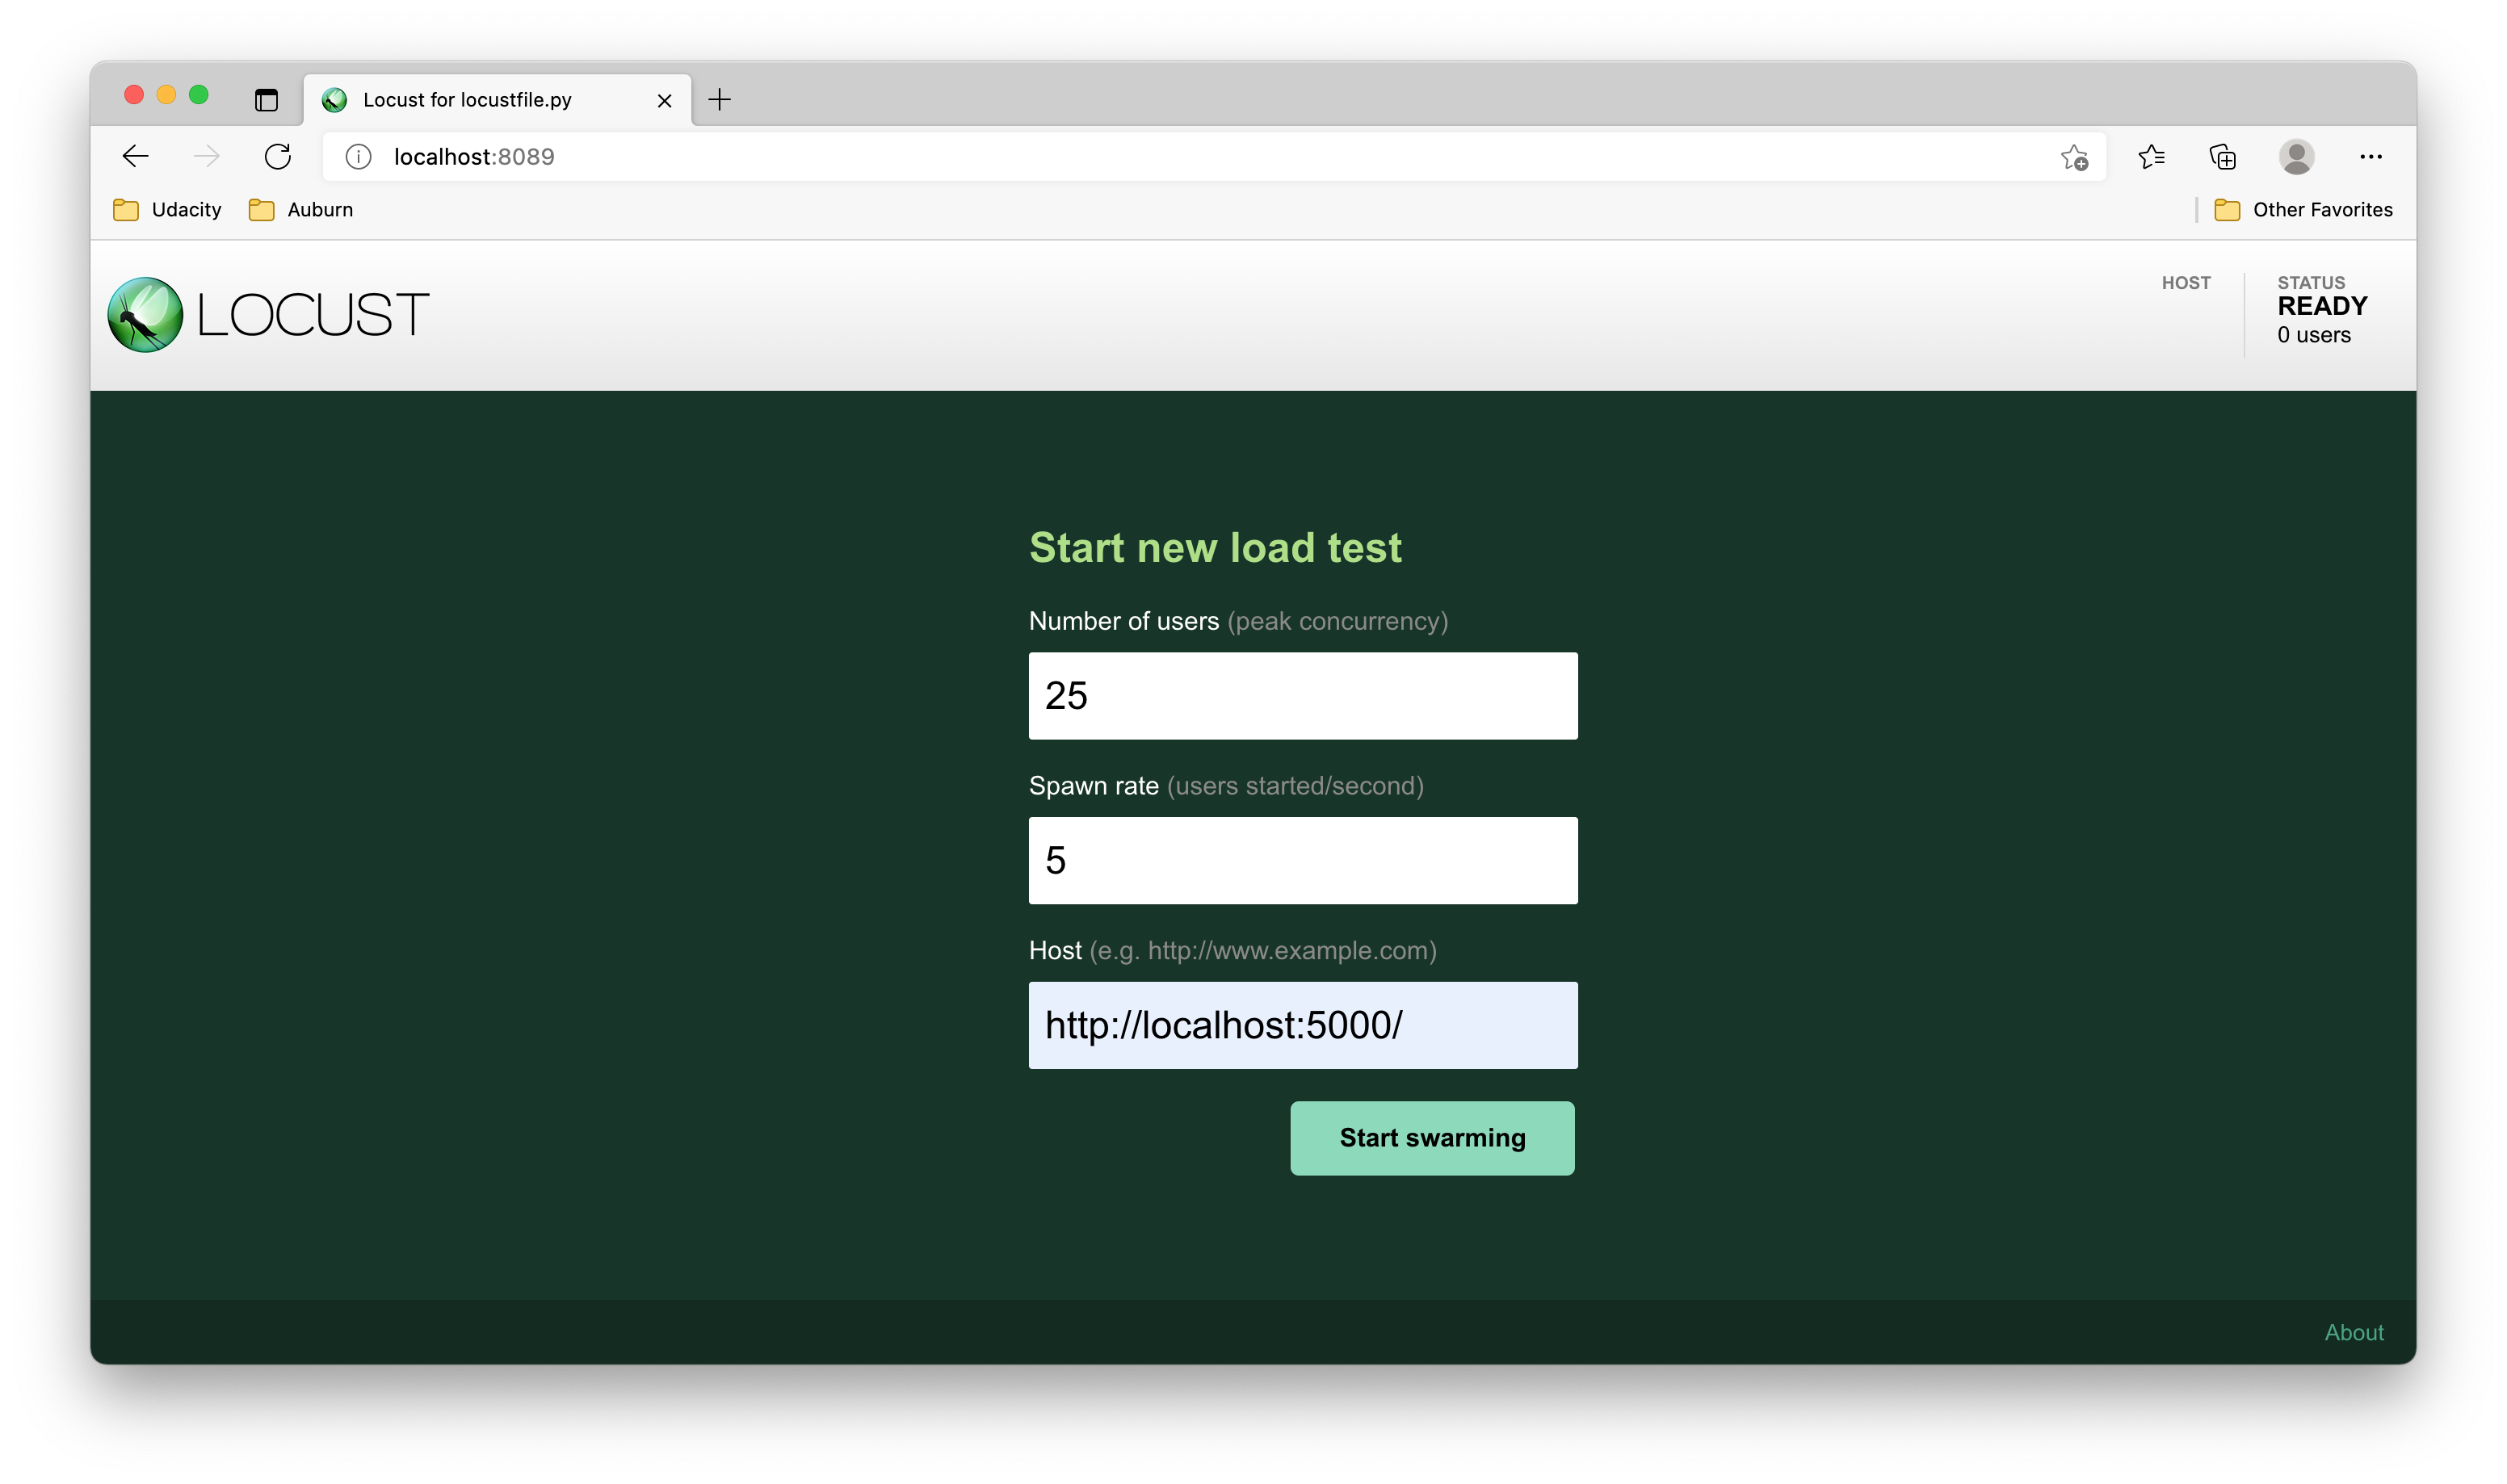 Locust for locustfile.py
localhost:8089
Udacity Auburn Other Favorites
LOCUST
HOST
STATUS
READY
0 users
Start new load test
Number of users (peak concurrency)
25
Spawn rate (users started/second)
5
Host (e.g. http://www.example.com)
http://localhost:5000/
Start swarming
About